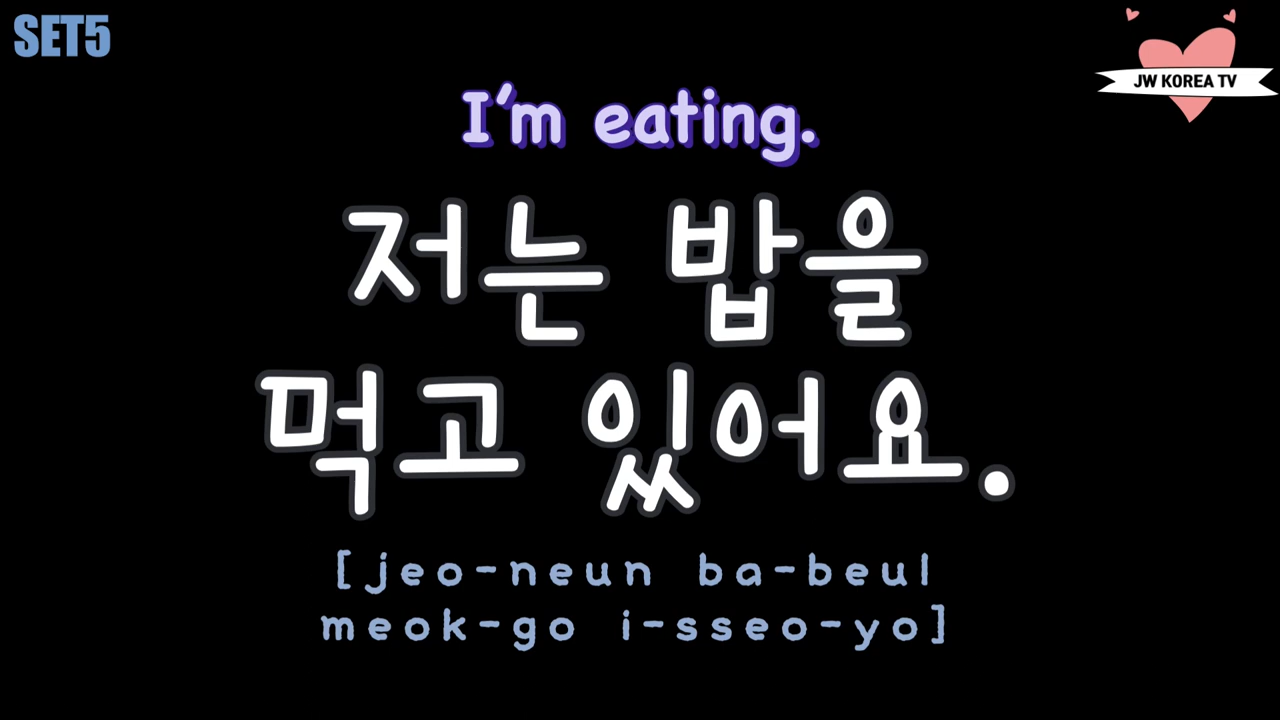 SET5
JW KOREA TV
I'm eating.
저는 밥을
먹고 있어요.
[jeo-neun ba-beul
meok-go i-sseo-yo]